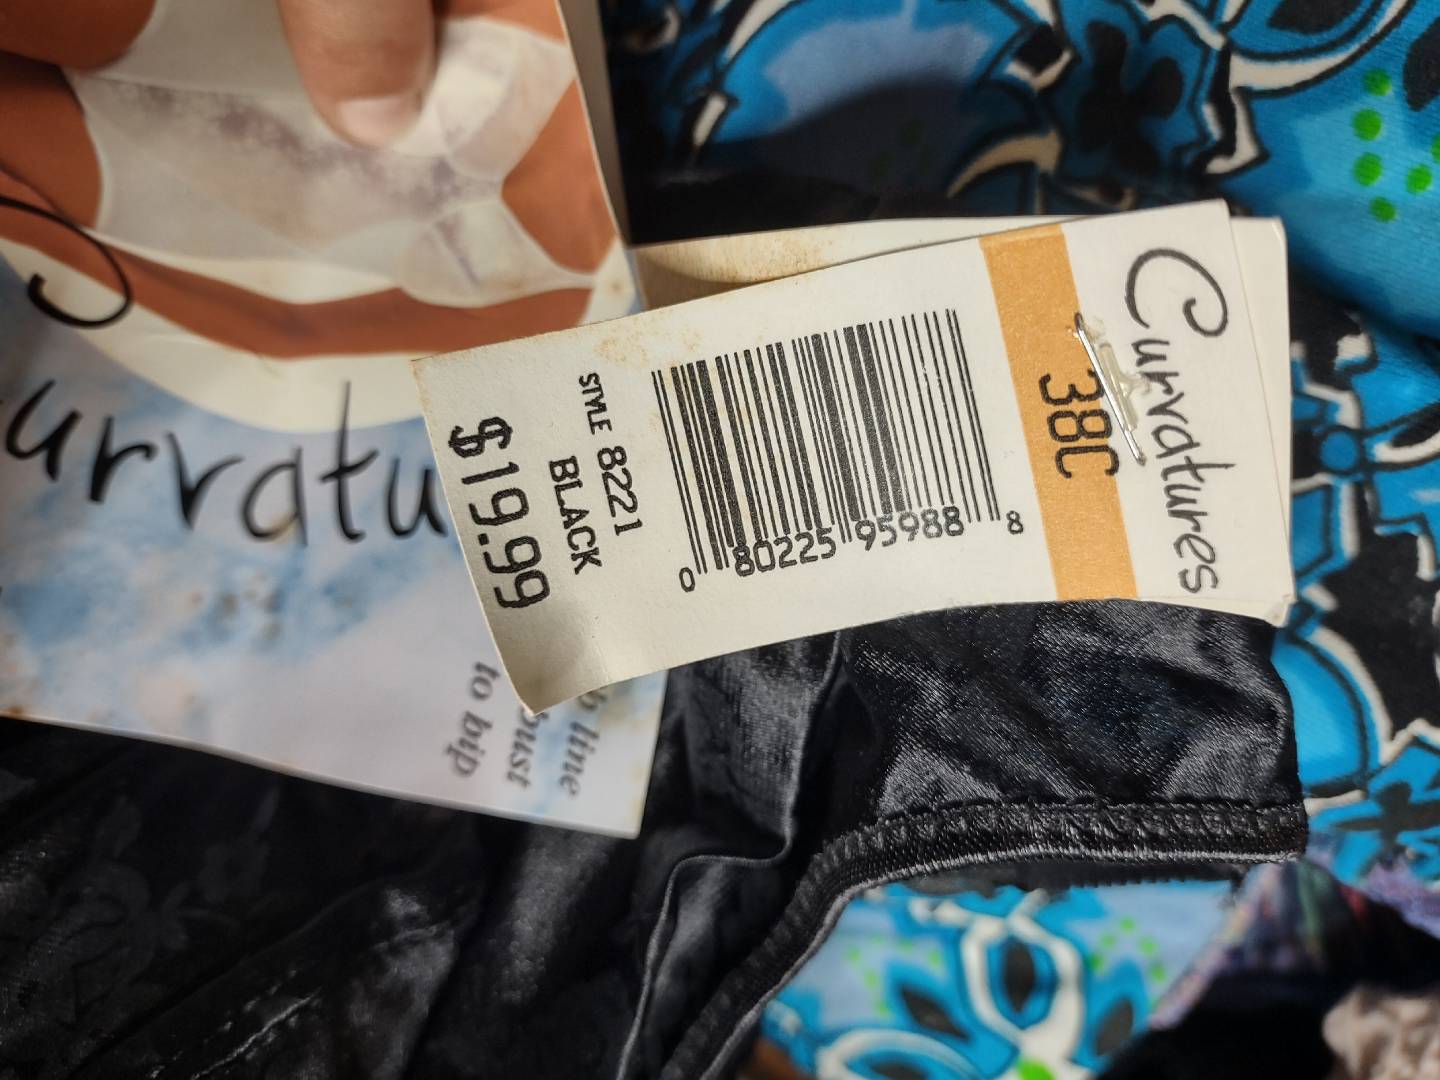 Curvatures
38C
0 80225 95988 8
STYLE 8221
BLACK
$19.99
urvatu
line
bust
to hip